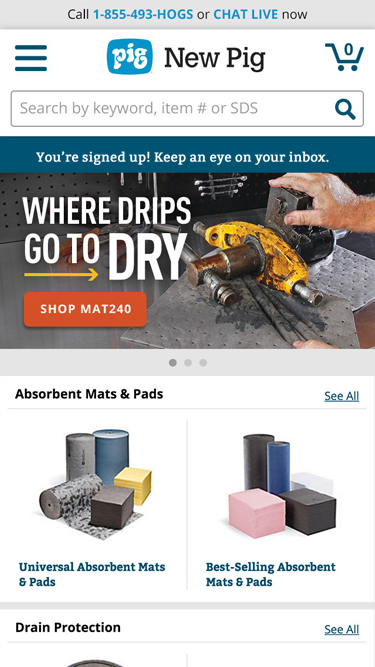 Call 1-855-493-HOGS or CHAT LIVE now
pig New Pig
0
Search by keyword, item # or SDS
You're signed up! Keep an eye on your inbox.
WHERE DRIPS
GO TO DRY
SHOP MAT240
Absorbent Mats & Pads
See All
Universal Absorbent Mats
& Pads
Best-Selling Absorbent
Mats & Pads
Drain Protection
See All